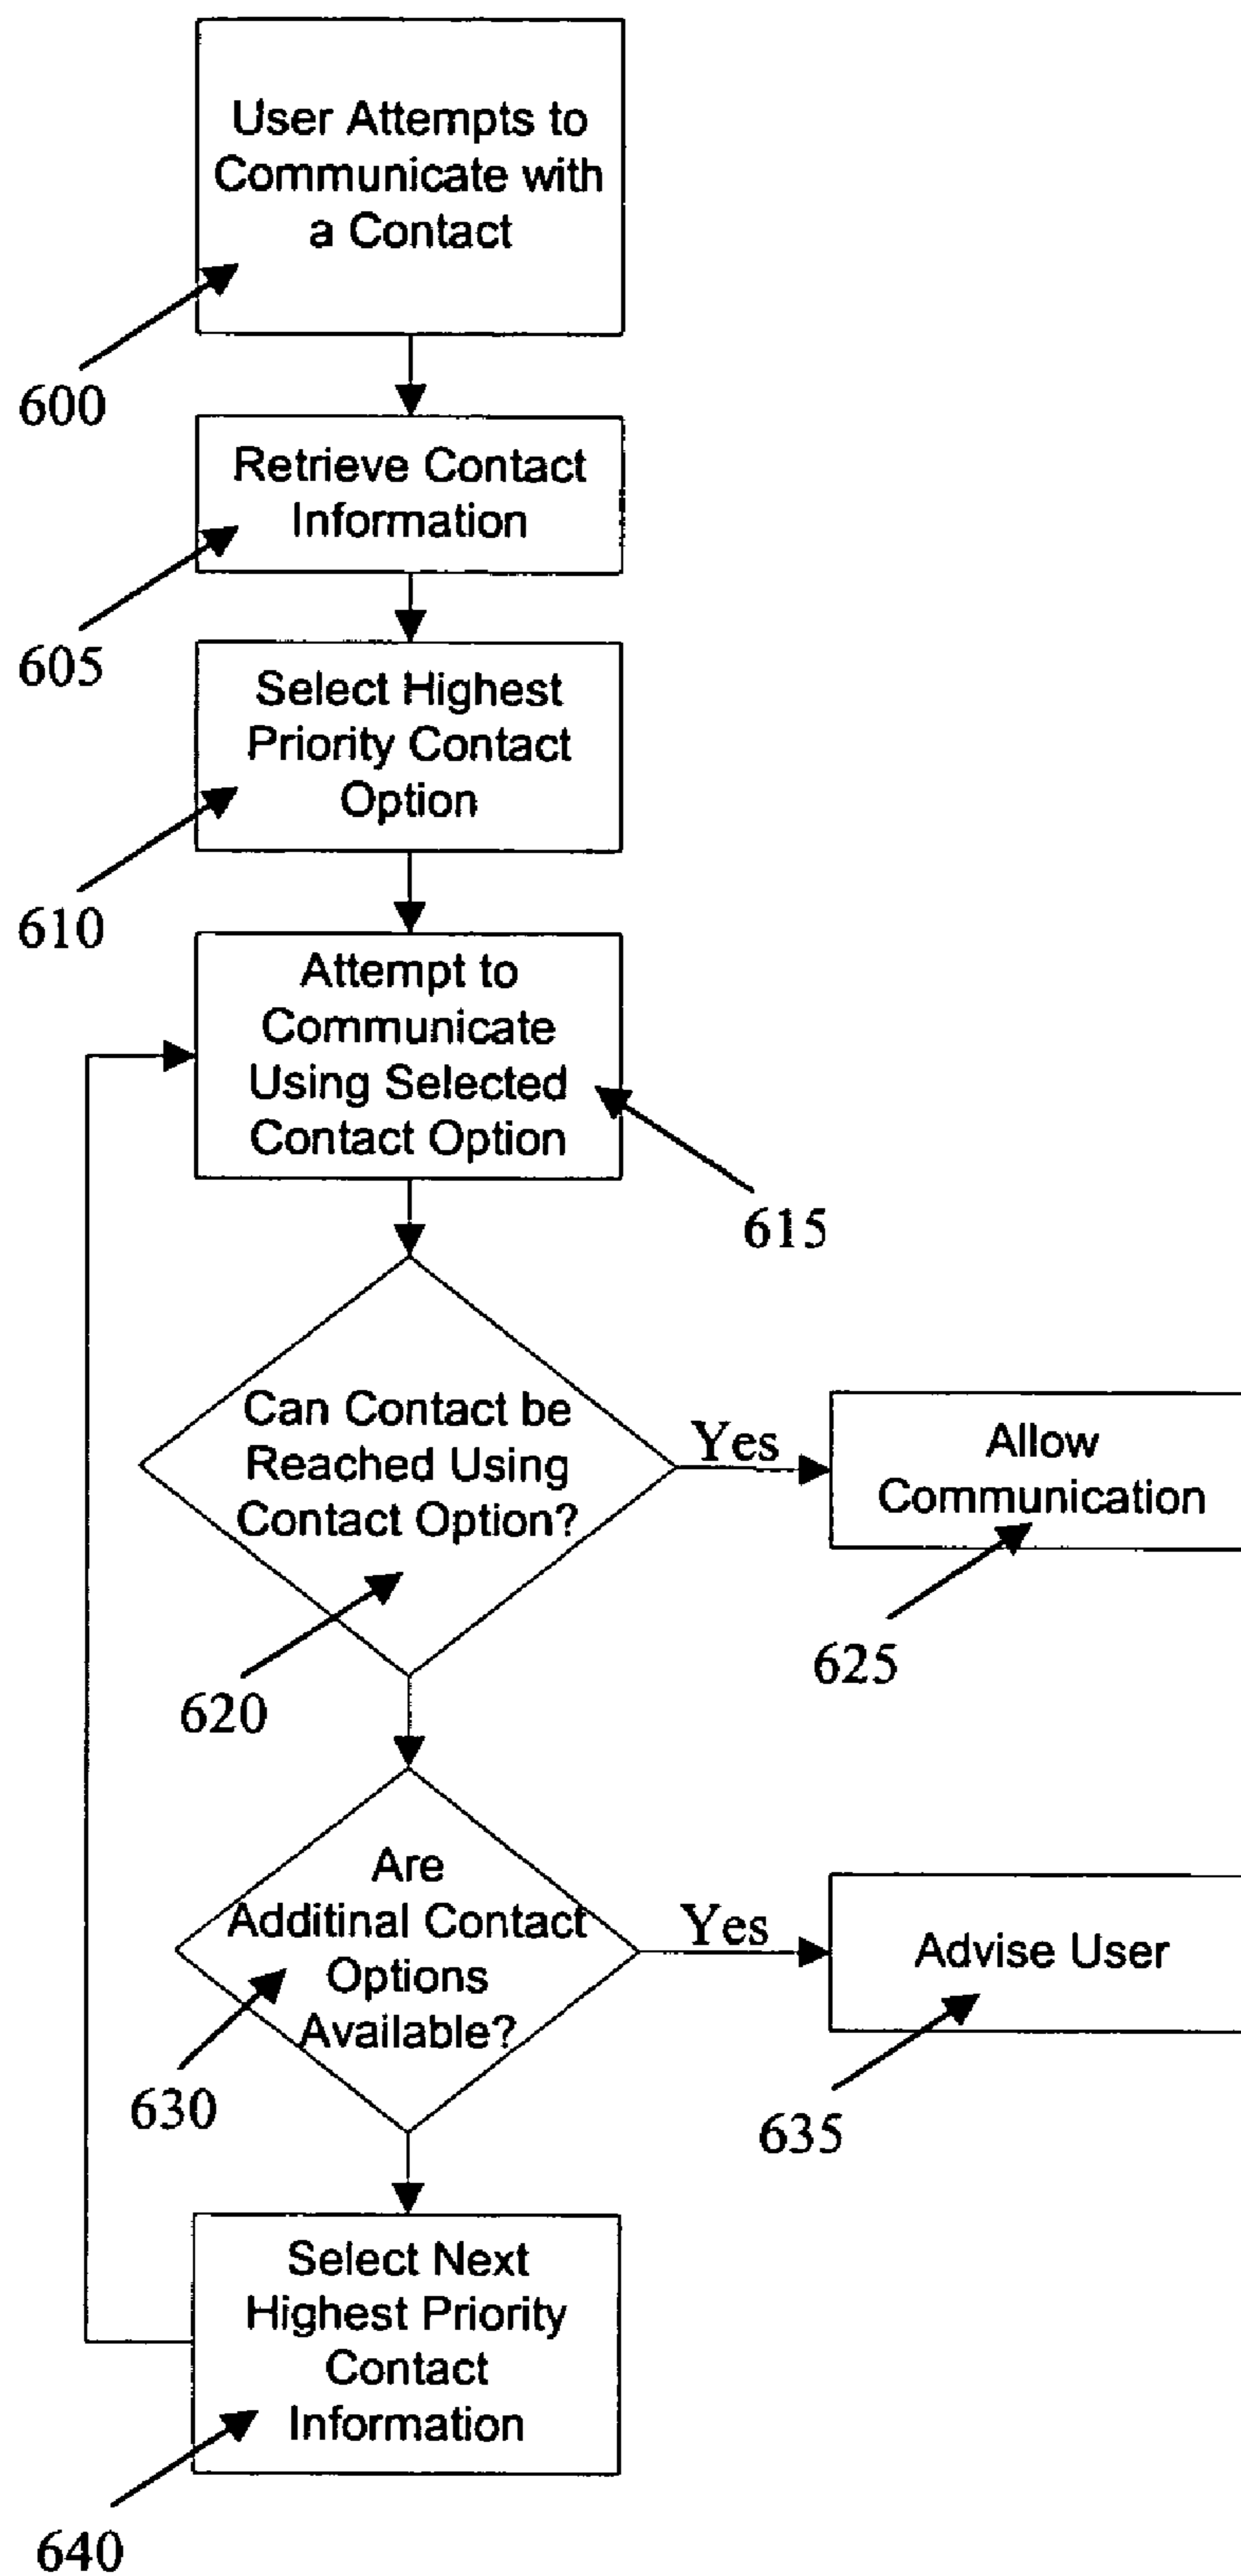 User Attempts to
Communicate with
a Contact
600
Retrieve Contact
Information
605
Select Highest
Priority Contact
Option
610
Attempt to
Communicate
Using Selected
Contact Option
615
Can Contact be
Reached Using
Contact Option?
Yes
Allow
Communication
620
625
Are
Additinal Contact
Options
Available?
Yes
Advise User
630
635
Select Next
Highest Priority
Contact
Information
640